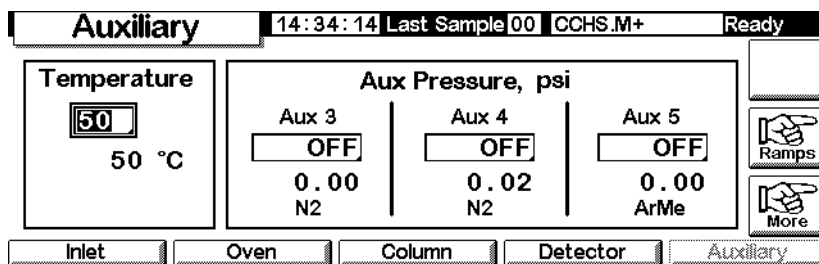 Auxiliary 14:34:14 Last Sample 00 CCHS.M+ Ready
Temperature
50
50 °C
Aux Pressure, psi
Aux 3 Aux 4 Aux 5
OFF OFF OFF
0.00 0.02 0.00
N2 N2 ArMe
Ramps
More
Inlet Oven Column Detector Auxiliary